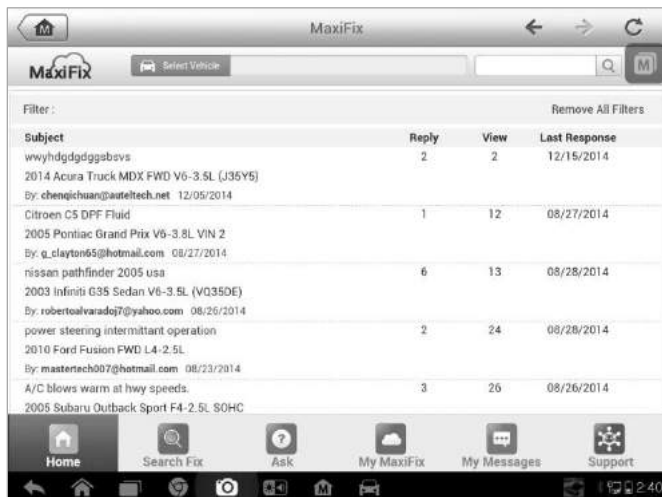 MaxiFix
M
MaxiFix
Select Vehicle
M
Filter :
Remove All Filters
Subject Reply View Last Response
wwyhdgdgdggsbsvs 2 2 12/15/2014
2014 Acura Truck MDX FWD V6-3.5L (J35Y5)
By: chenqichuan@auteltech.net 12/05/2014
Citroen C5 DPF Fluid 1 12 08/27/2014
2005 Pontiac Grand Prix V6-3.8L VIN 2
By: g_clayton65@hotmail.com 08/27/2014
nissan pathfinder 2005 usa 6 13 08/28/2014
2003 Infiniti G35 Sedan V6-3.5L (VQ35DE)
By: robertoalvaradoj7@yahoo.com 08/26/2014
power steering intermittant operation 2 24 08/28/2014
2010 Ford Fusion FWD L4-2.5L
By: mastertech007@hotmail.com 08/23/2014
A/C blows warm at hwy speeds. 3 26 08/26/2014
2005 Subaru Outback Sport F4-2.5L SOHC
Home Search Fix Ask My MaxiFix My Messages Support
M
2:40